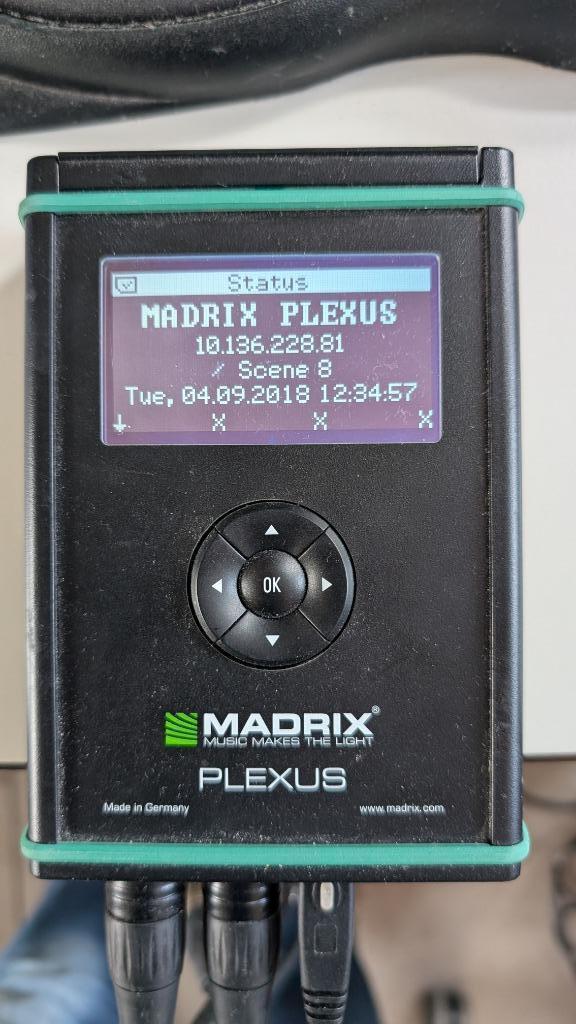 Status
MADRIX PLEXUS
10.136.228.81
Scene 8
Tue, 04.09.2018 12:34:57
X X X
OK
MADRIX®
MUSIC MAKES THE LIGHT
PLEXUS
Made in Germany www.madrix.com